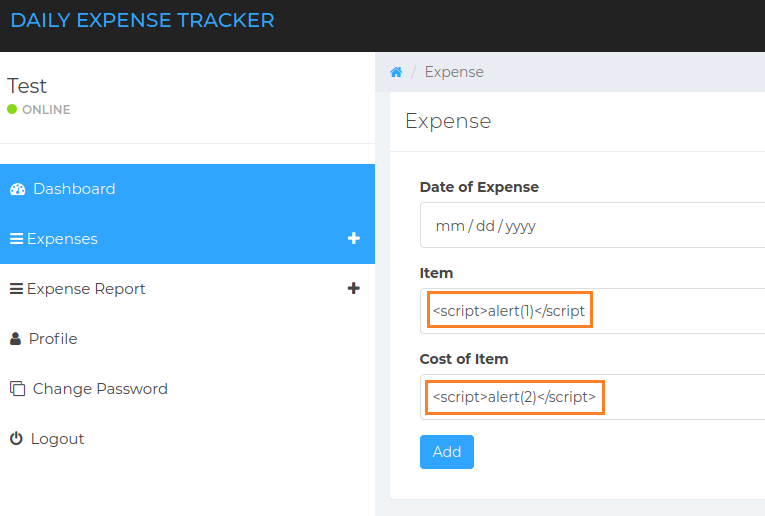 DAILY EXPENSE TRACKER
Test
ONLINE
Dashboard
Expenses
Expense Report
Profile
Change Password
Logout
/ Expense
Expense
Date of Expense
mm / dd / yyyy
Item
<script>alert(1)</script
Cost of Item
<script>alert(2)</script>
Add